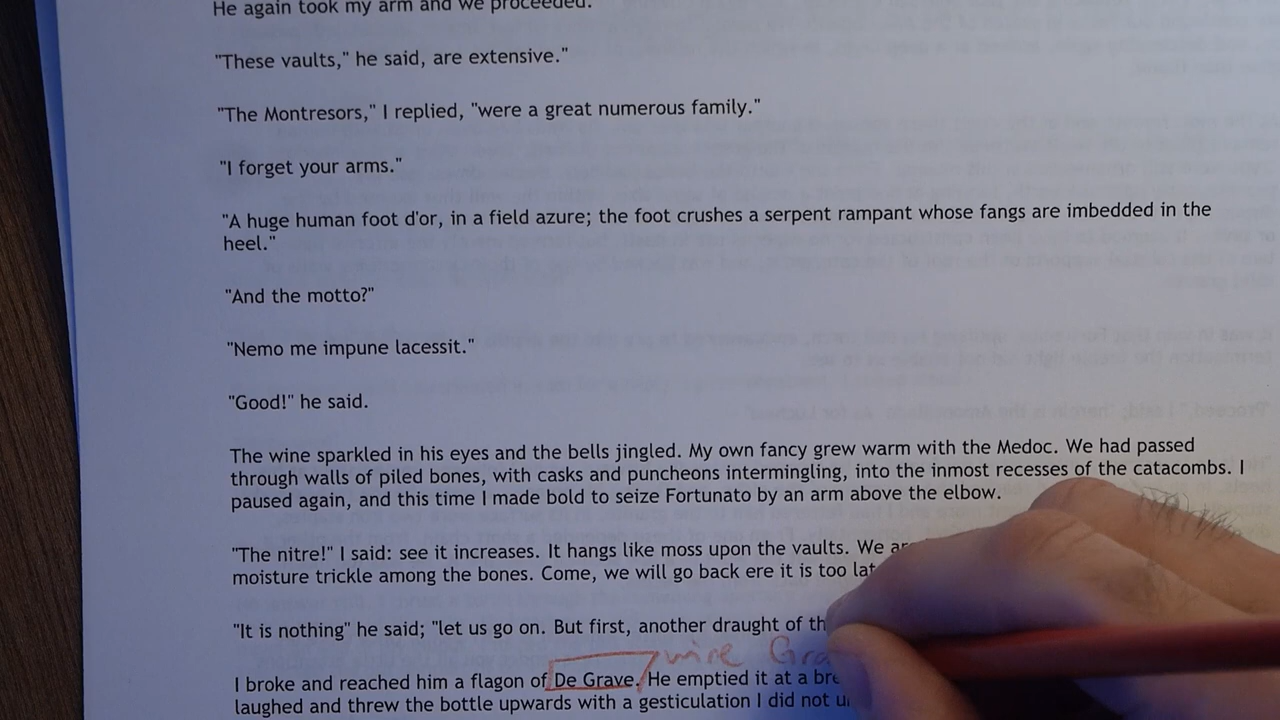 He again took my arm and we proceeded.
"These vaults," he said, are extensive."
"The Montresors," I replied, "were a great numerous family."
"I forget your arms."
"A huge human foot d'or, in a field azure; the foot crushes a serpent rampant whose fangs are imbedded in the
heel."
"And the motto?"
"Nemo me impune lacessit."
"Good!" he said.
The wine sparkled in his eyes and the bells jingled. My own fancy grew warm with the Medoc. We had passed
through walls of piled bones, with casks and puncheons intermingling, into the inmost recesses of the catacombs. I
paused again, and this time I made bold to seize Fortunato by an arm above the elbow.
"The nitre!" I said: see it increases. It hangs like moss upon the vaults. We
moisture trickle among the bones. Come, we will go back ere it is too
"It is nothing" he said; "let us go on. But first, another draught of
wine
I broke and reached him a flagon of De Grave. He emptied it at a
laughed and threw the bottle upwards with a gesticulation I did not